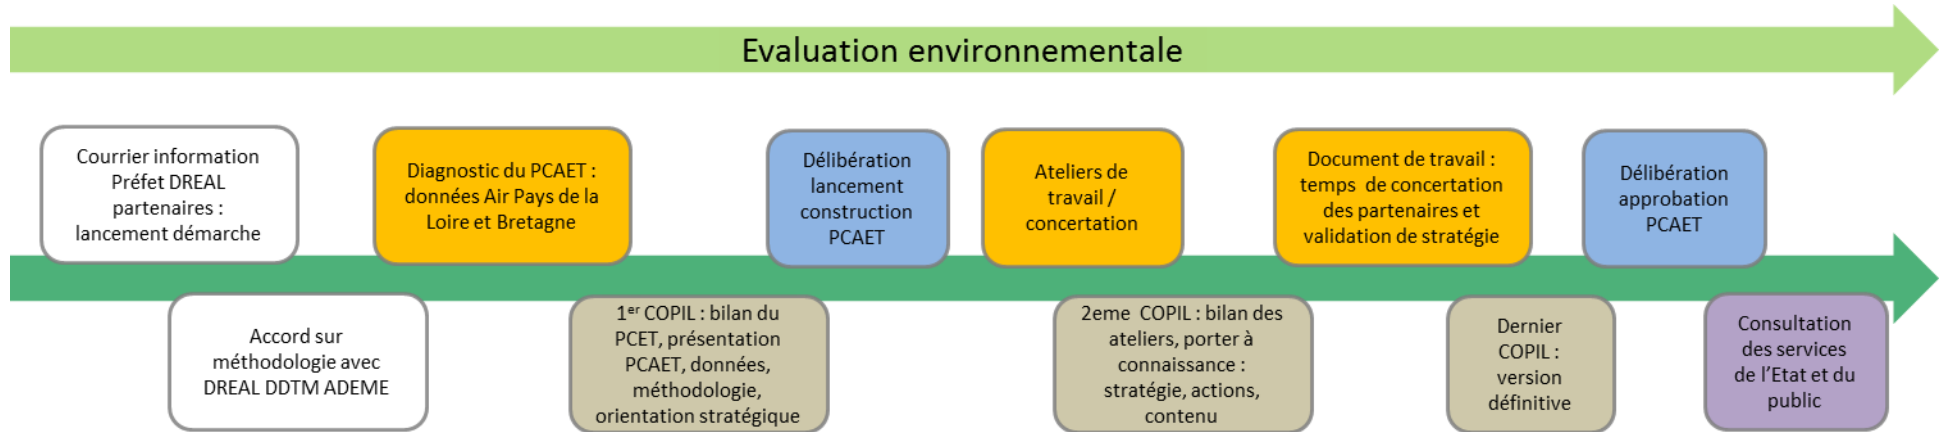 Evaluation environnementale
Courrier information
Préfet DREAL
partenaires :
lancement démarche
Accord sur
méthodologie avec
DREAL DDTM ADEME
Diagnostic du PCAET :
données Air Pays de la
Loire et Bretagne
1er COPIL : bilan du
PCET, présentation
PCAET, données,
méthodologie,
orientation stratégique
Délibération
lancement
construction
PCAET
Ateliers de
travail /
concertation
2eme COPIL : bilan des
ateliers, porter à
connaissance :
stratégie, actions,
contenu
Document de travail :
temps de concertation
des partenaires et
validation de stratégie
Dernier
COPIL :
version
définitive
Délibération
approbation
PCAET
Consultation
des services
de l’Etat et du
public